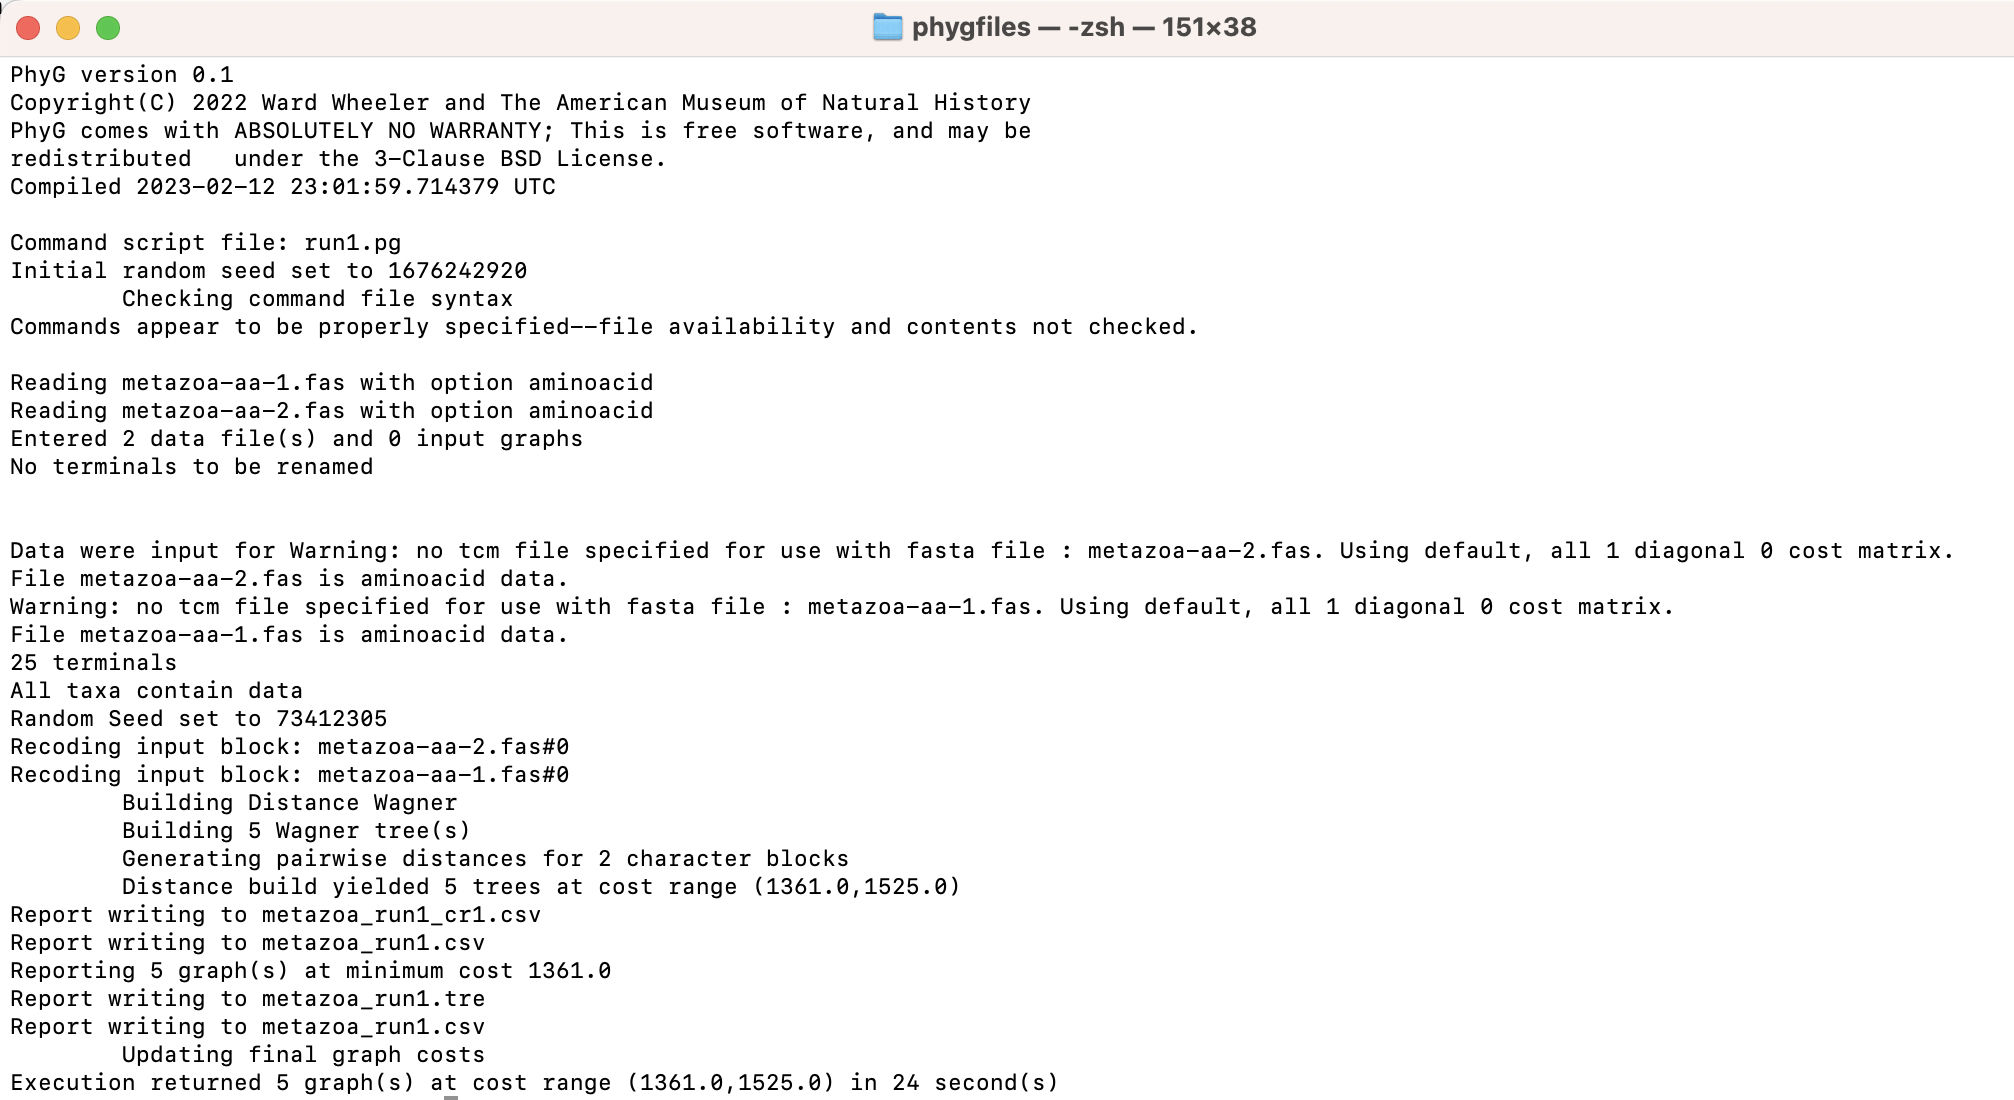 phygfiles — -zsh — 151×38
PhyG version 0.1
Copyright(C) 2022 Ward Wheeler and The American Museum of Natural History
PhyG comes with ABSOLUTELY NO WARRANTY; This is free software, and may be
redistributed   under the 3-Clause BSD License.
Compiled 2023-02-12 23:01:59.714379 UTC
Command script file: run1.pg
Initial random seed set to 1676242920
Checking command file syntax
Commands appear to be properly specified--file availability and contents not checked.
Reading metazoa-aa-1.fas with option aminoacid
Reading metazoa-aa-2.fas with option aminoacid
Entered 2 data file(s) and 0 input graphs
No terminals to be renamed
Data were input for Warning: no tcm file specified for use with fasta file : metazoa-aa-2.fas. Using default, all 1 diagonal 0 cost matrix.
File metazoa-aa-2.fas is aminoacid data.
Warning: no tcm file specified for use with fasta file : metazoa-aa-1.fas. Using default, all 1 diagonal 0 cost matrix.
File metazoa-aa-1.fas is aminoacid data.
25 terminals
All taxa contain data
Random Seed set to 73412305
Recoding input block: metazoa-aa-2.fas#0
Recoding input block: metazoa-aa-1.fas#0
Building Distance Wagner
Building 5 Wagner tree(s)
Generating pairwise distances for 2 character blocks
Distance build yielded 5 trees at cost range (1361.0,1525.0)
Report writing to metazoa_run1_cr1.csv
Report writing to metazoa_run1.csv
Reporting 5 graph(s) at minimum cost 1361.0
Report writing to metazoa_run1.tre
Report writing to metazoa_run1.csv
Updating final graph costs
Execution returned 5 graph(s) at cost range (1361.0,1525.0) in 24 second(s)